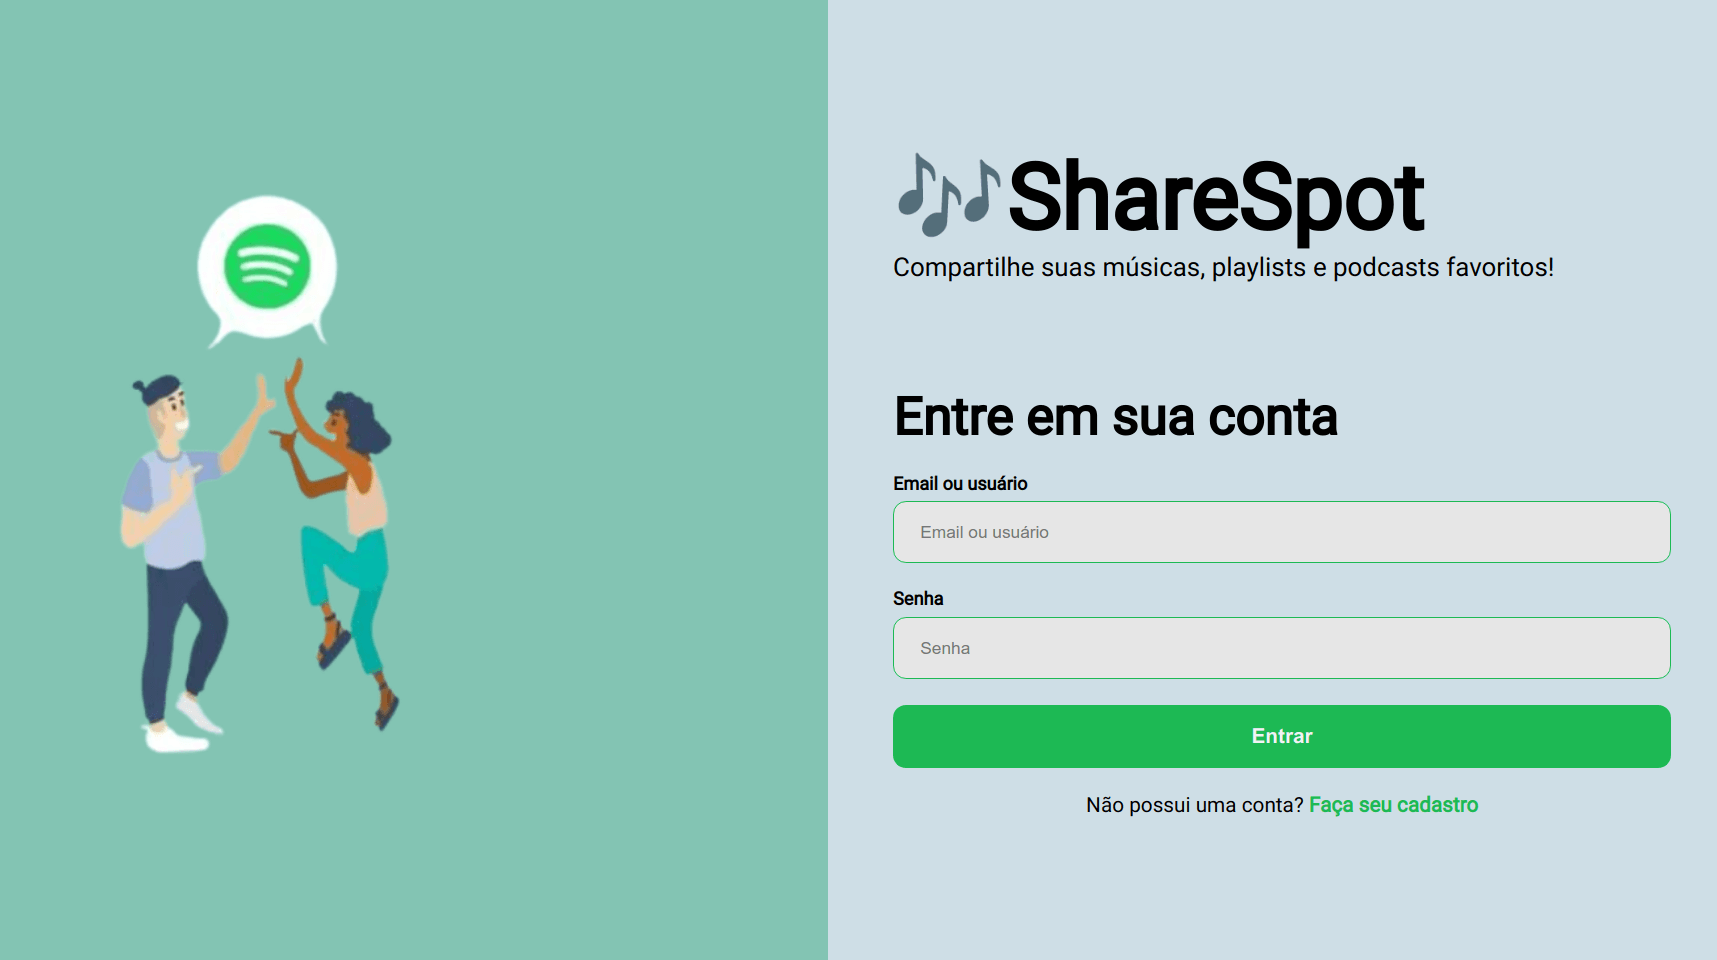 🎶ShareSpot
Compartilhe suas músicas, playlists e podcasts favoritos!
Entre em sua conta
Email ou usuário
Email ou usuário
Senha
Senha
Entrar
Não possui uma conta? Faça seu cadastro